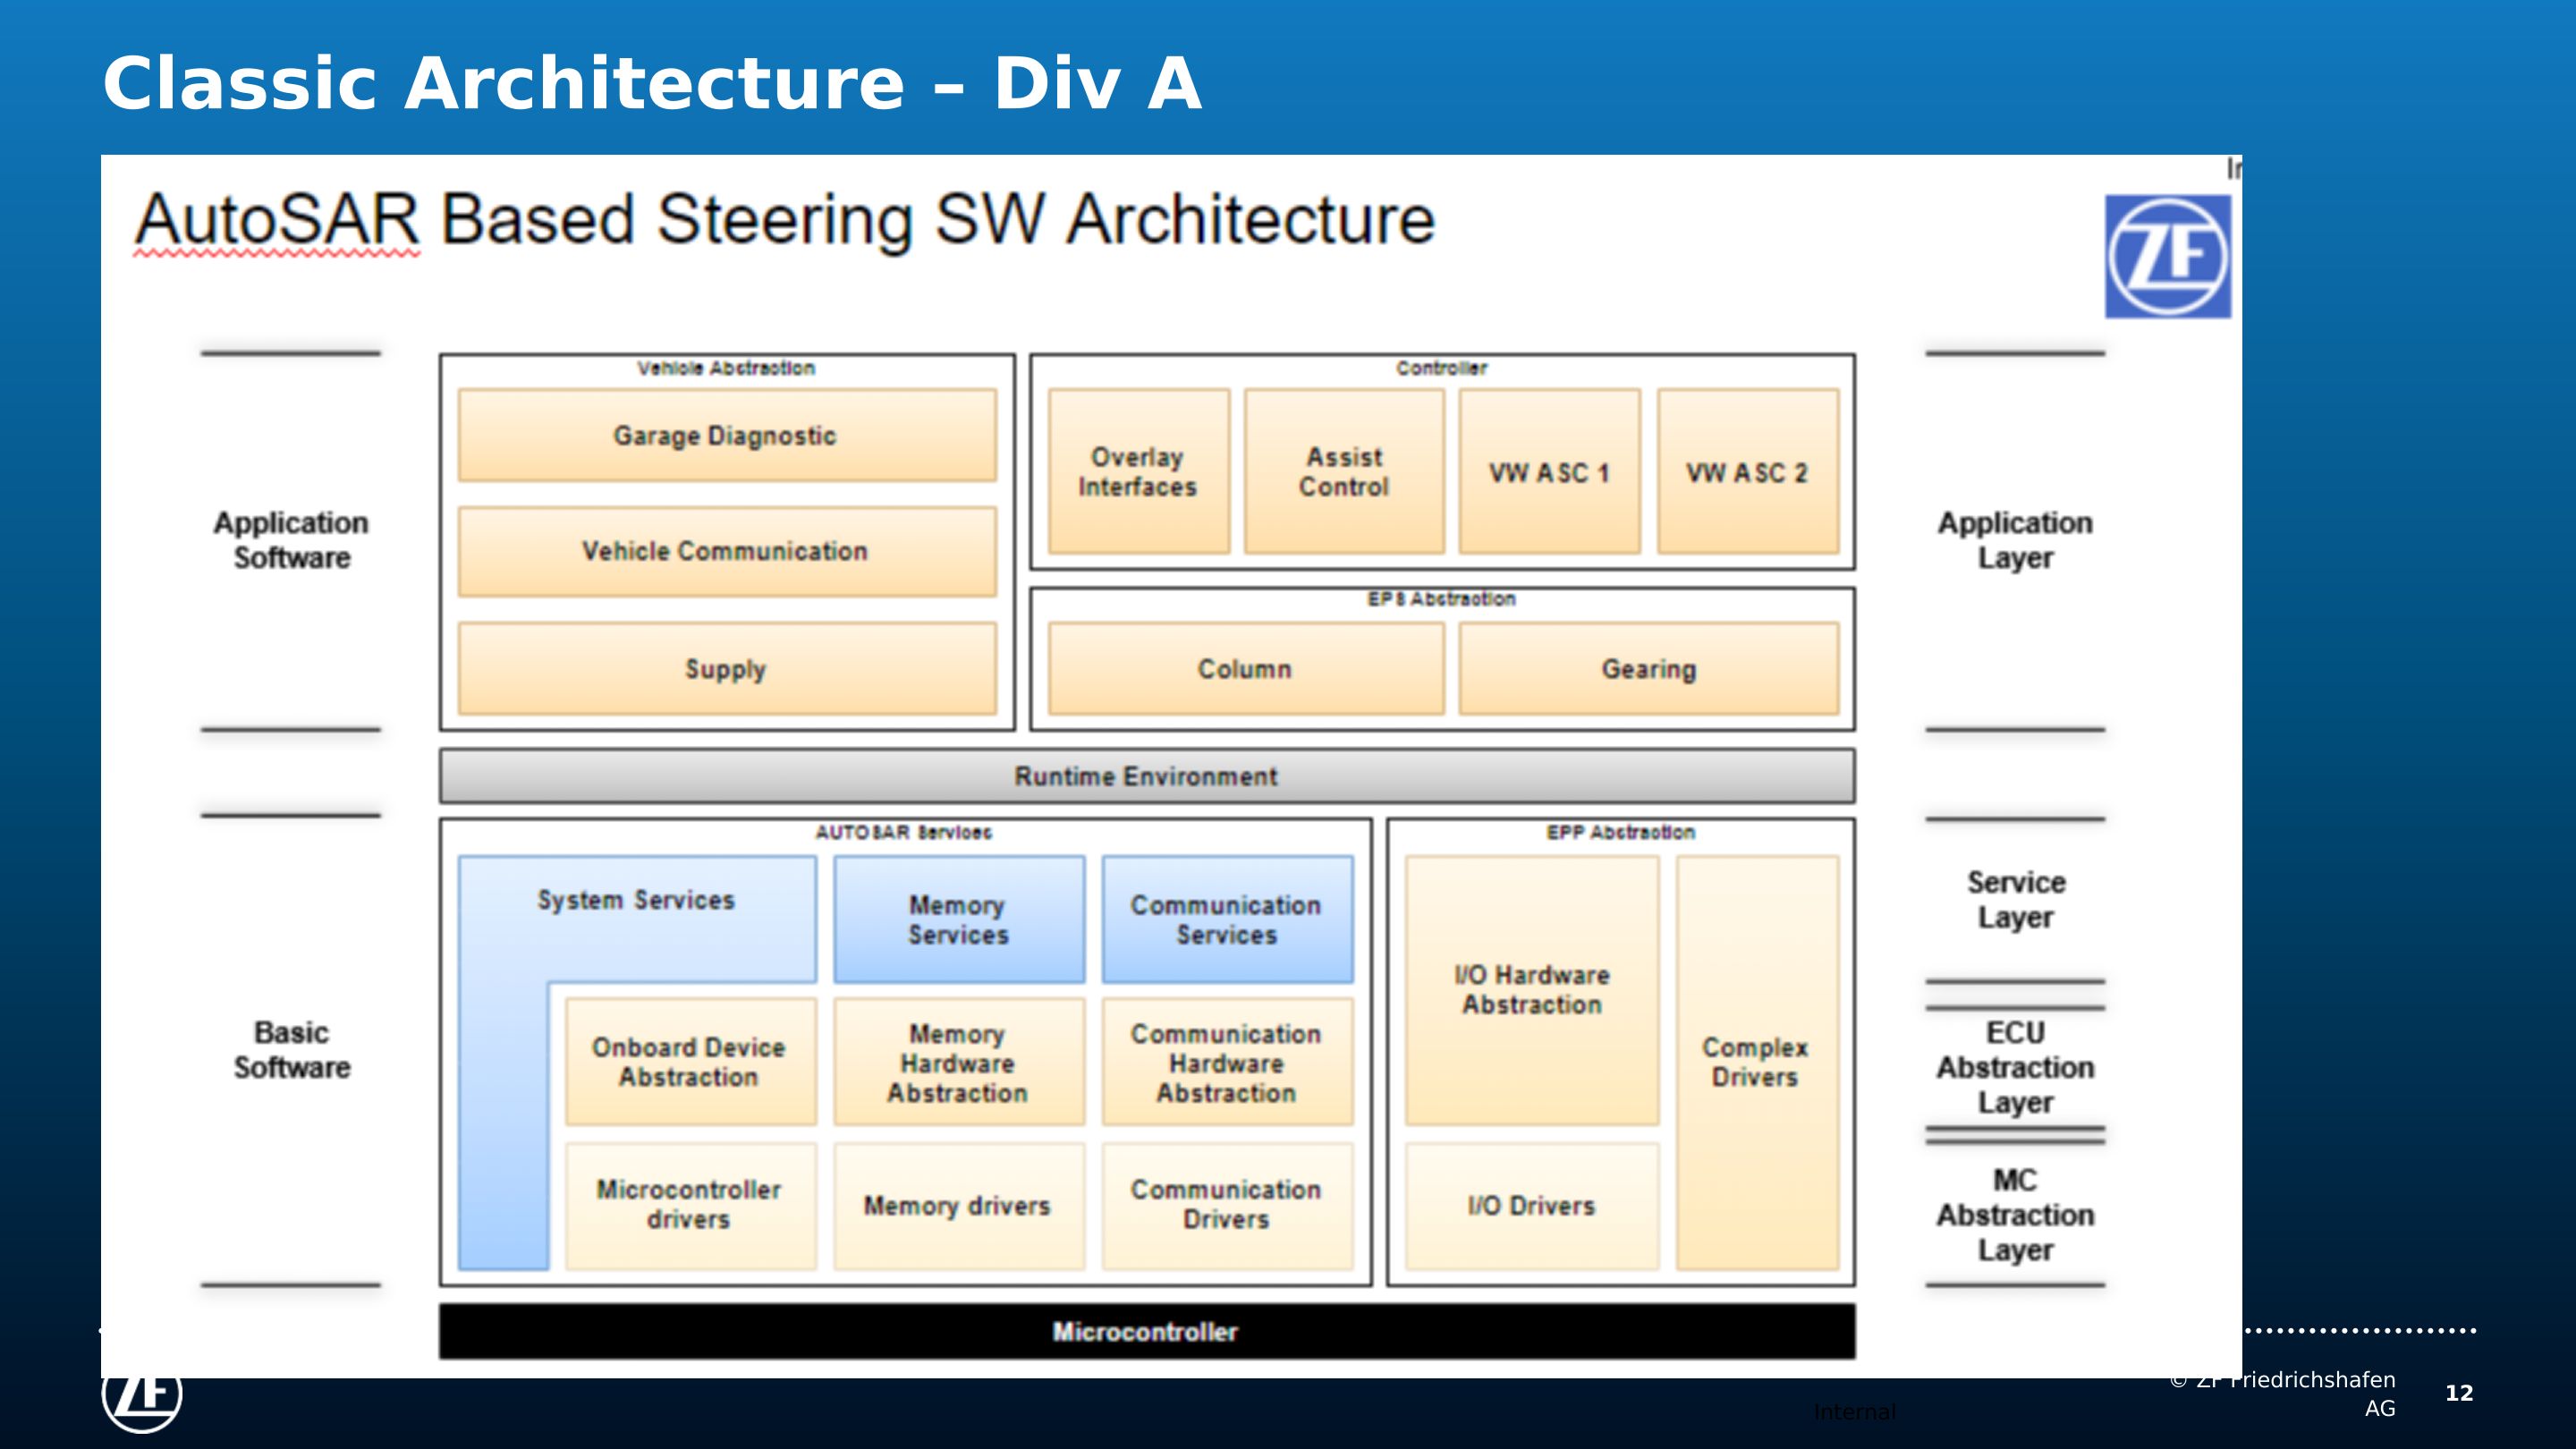 Classic Architecture – Div A
AutoSAR Based Steering SW Architecture
ZF
Application
Software
Vehicle Abstraction
Garage Diagnostic
Vehicle Communication
Supply
Controller
Overlay
Interfaces
Assist
Control
VW ASC 1
VW ASC 2
EPS Abstraction
Column
Gearing
Application
Layer
Runtime Environment
Basic
Software
AUTOSAR Services
System Services
Memory
Services
Communication
Services
Onboard Device
Abstraction
Memory
Hardware
Abstraction
Communication
Hardware
Abstraction
Microcontroller
drivers
Memory drivers
Communication
Drivers
EPP Abstraction
I/O Hardware
Abstraction
Complex
Drivers
I/O Drivers
Service
Layer
ECU
Abstraction
Layer
MC
Abstraction
Layer
Microcontroller
ZF
Internal
© ZF Friedrichshafen
AG
12